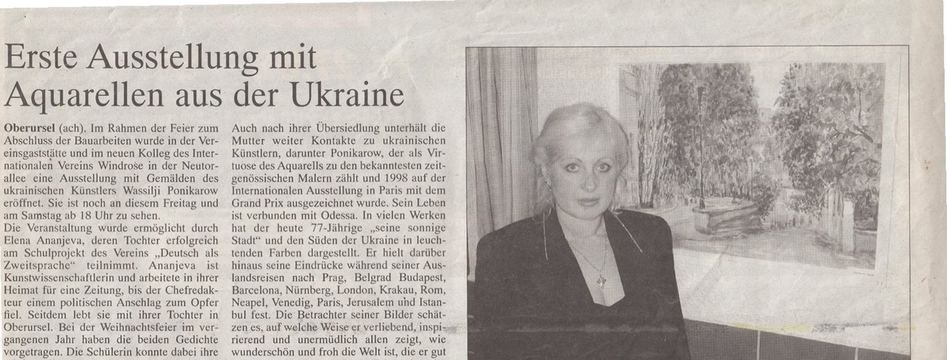 Erste Ausstellung mit
Aquarellen aus der Ukraine
Oberursel (ach). Im Rahmen der Feier zum
Abschluss der Bauarbeiten wurde in der Ver-
einsgaststätte und im neuen Kolleg des Inter-
nationalen Vereins Windrose in der Neutor-
allee eine Ausstellung mit Gemälden des
ukrainischen Künstlers Wassilji Ponikarow
eröffnet. Sie ist noch an diesem Freitag und
am Samstag ab 18 Uhr zu sehen.
Die Veranstaltung wurde ermöglicht durch
Elena Ananjeva, deren Tochter erfolgreich
am Schulprojekt des Vereins „Deutsch als
Zweitsprache" teilnimmt. Ananjeva ist
Kunstwissenschaftlerin und arbeitete in ihrer
Heimat für eine Zeitung, bis der Chefredak-
teur einem politischen Anschlag zum Opfer
fiel. Seitdem lebt sie mit ihrer Tochter in
Oberursel. Bei der Weihnachtsfeier im ver-
gangenen Jahr haben die beiden Gedichte
vorgetragen. Die Schülerin konnte dabei ihre
Auch nach ihrer Übersiedlung unterhält die
Mutter weiter Kontakte zu ukrainischen
Künstlern, darunter Ponikarow, der als Vir-
tuose des Aquarells zu den bekanntesten zeit-
genössischen Malern zählt und 1998 auf der
Internationalen Ausstellung in Paris mit dem
Grand Prix ausgezeichnet wurde. Sein Leben
ist verbunden mit Odessa. In vielen Werken
hat der heute 77-Jährige „seine sonnige
Stadt" und den Süden der Ukraine in leuch-
tenden Farben dargestellt. Er hielt darüber
hinaus seine Eindrücke während seiner Aus-
landsreisen nach Prag, Belgrad Budapest,
Barcelona, Nürnberg, London, Krakau, Rom,
Neapel, Venedig, Paris, Jerusalem und Istan-
bul fest. Die Betrachter seiner Bilder schät-
zen es, auf welche Weise er verliebend, inspi-
rierend und unermüdlich allen zeigt, wie
wunderschön und froh die Welt ist, die er gut